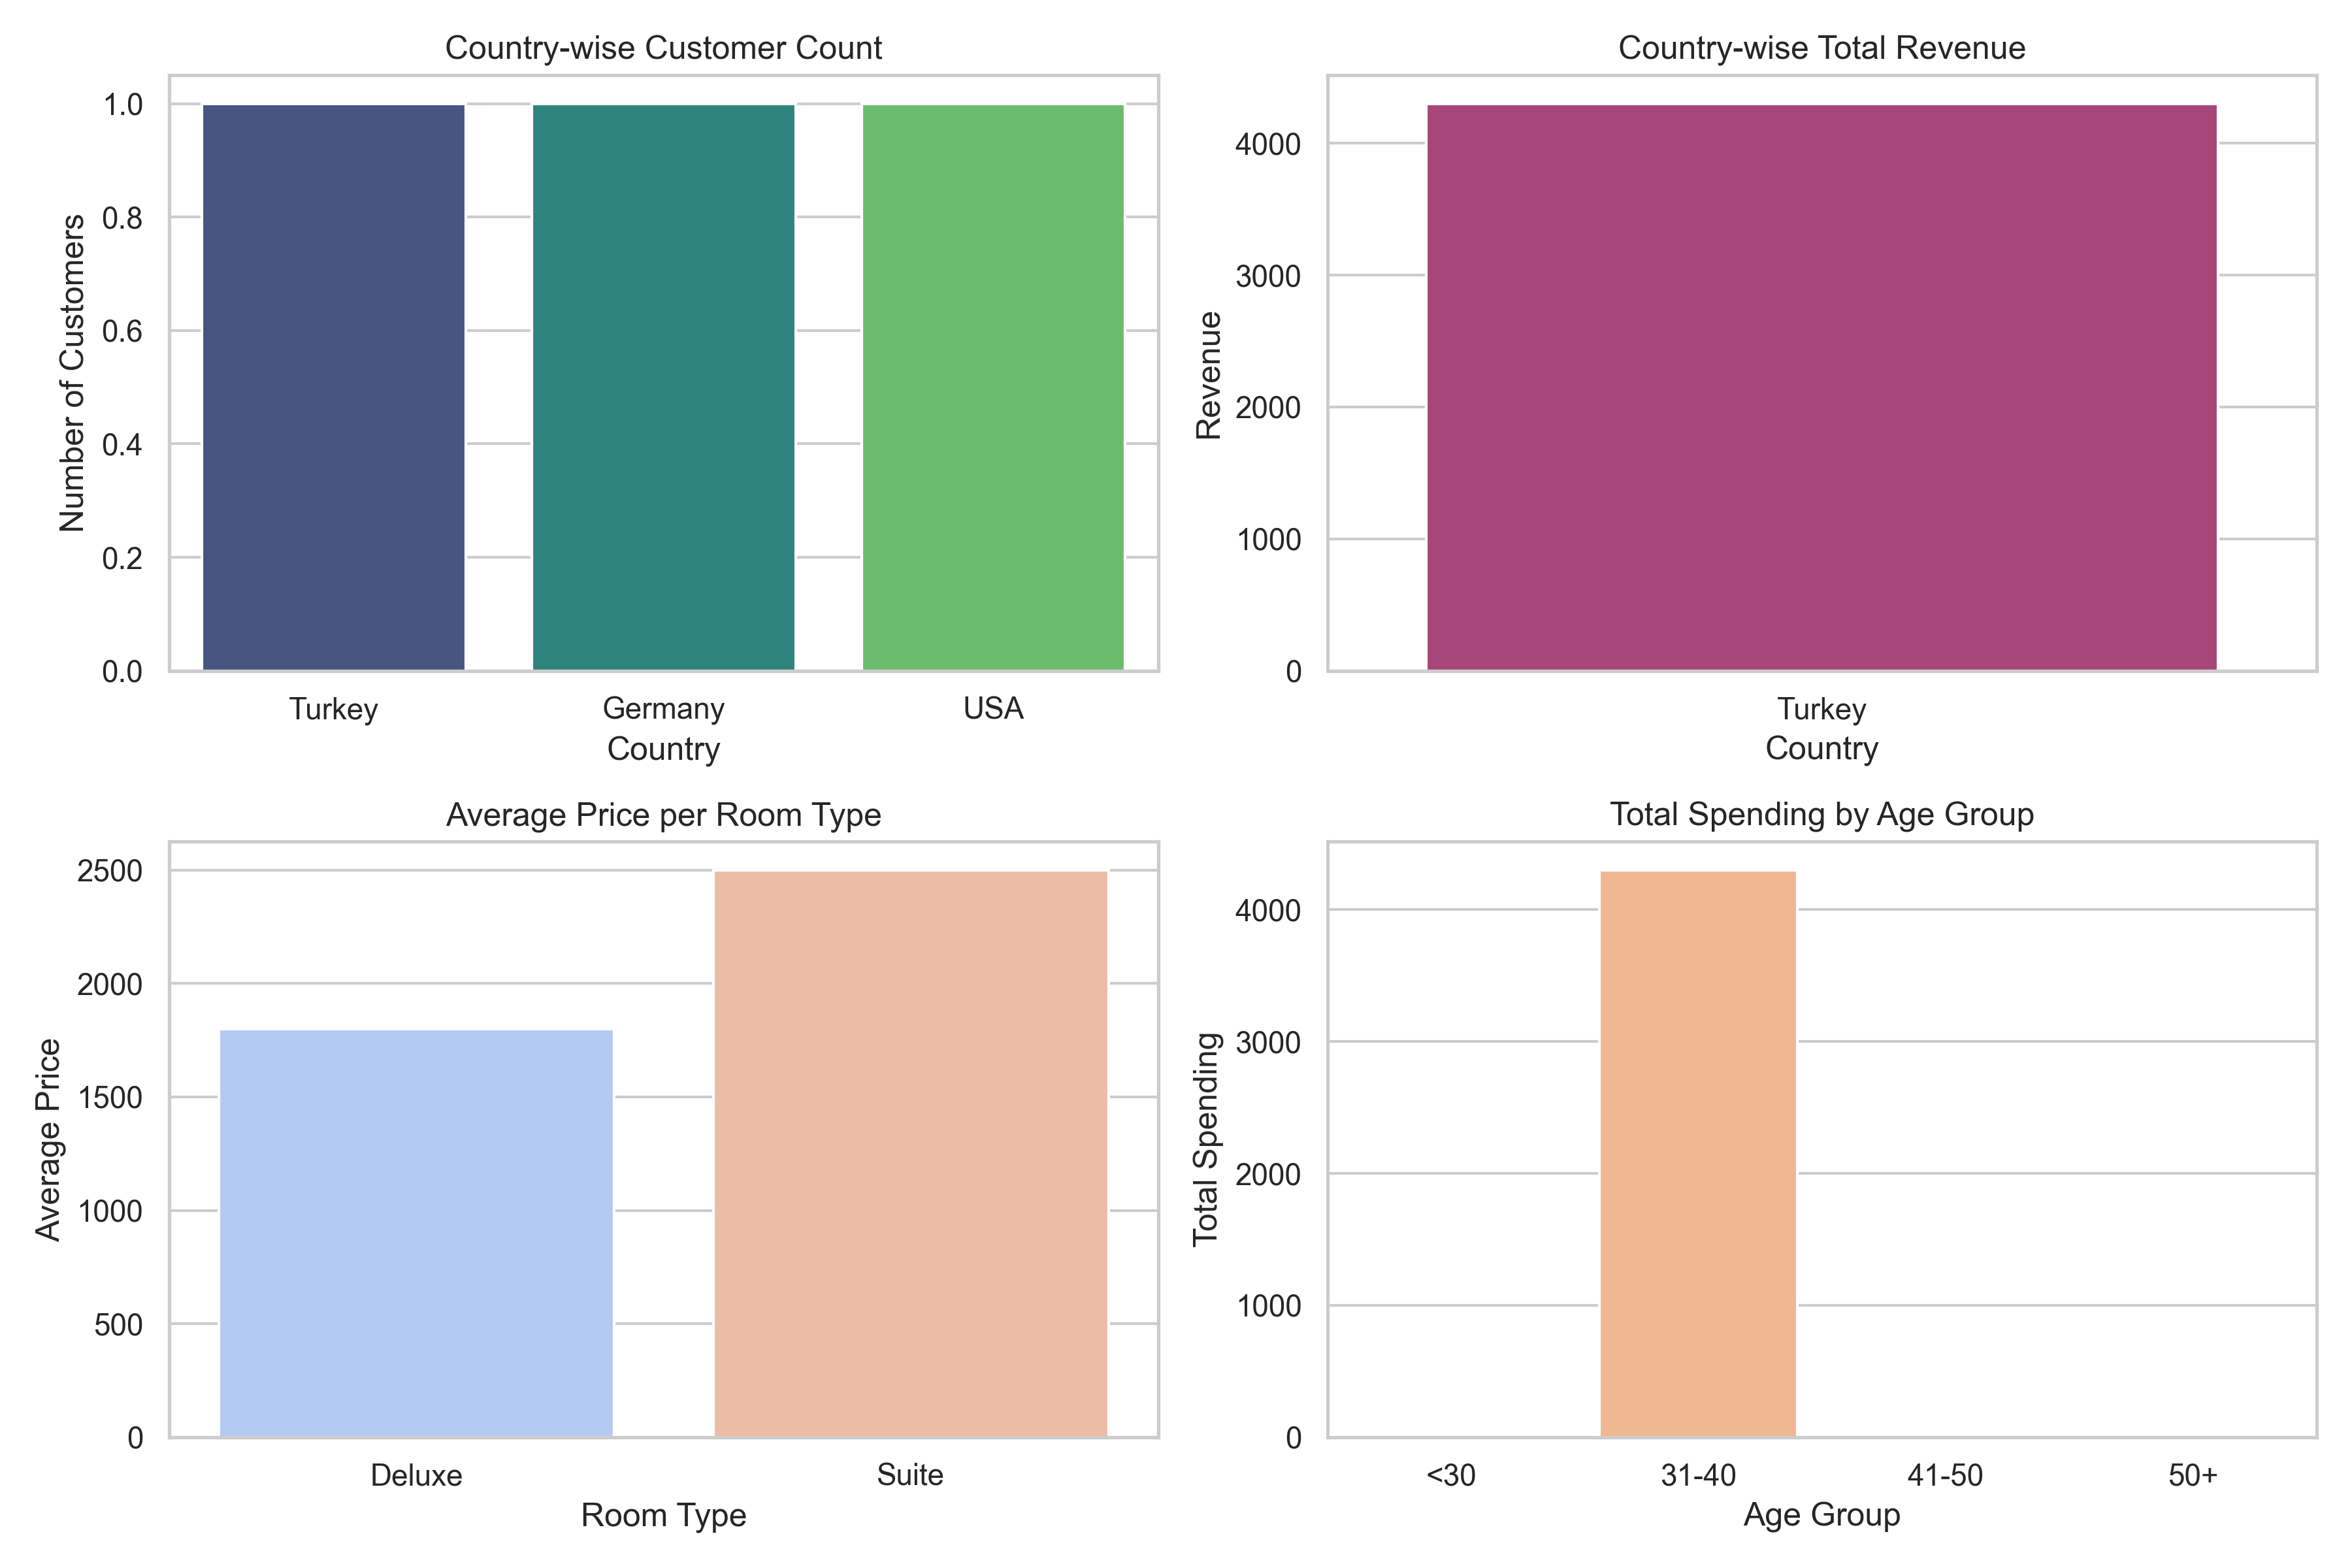 Country-wise Customer Count
Number of Customers
1.0
0.8
0.6
0.4
0.2
0.0
Turkey Germany USA
Country
Country-wise Total Revenue
Revenue
4000
3000
2000
1000
0
Turkey
Country
Average Price per Room Type
Average Price
2500
2000
1500
1000
500
0
Deluxe Suite
Room Type
Total Spending by Age Group
Total Spending
4000
3000
2000
1000
0
<30 31-40 41-50 50+
Age Group